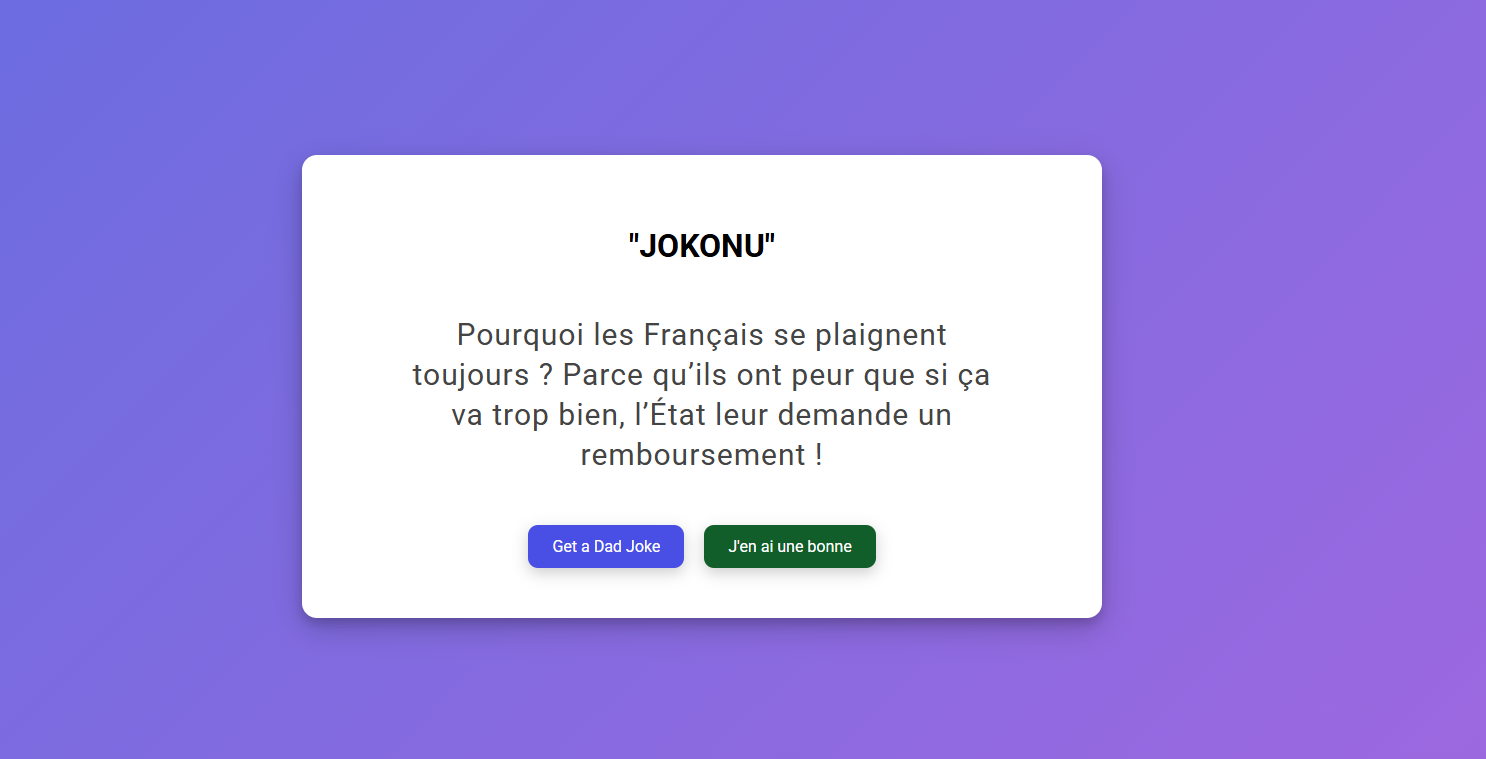 "JOKONU"
Pourquoi les Français se plaignent
toujours ? Parce qu’ils ont peur que si ça
va trop bien, l’État leur demande un
remboursement !
Get a Dad Joke
J'en ai une bonne